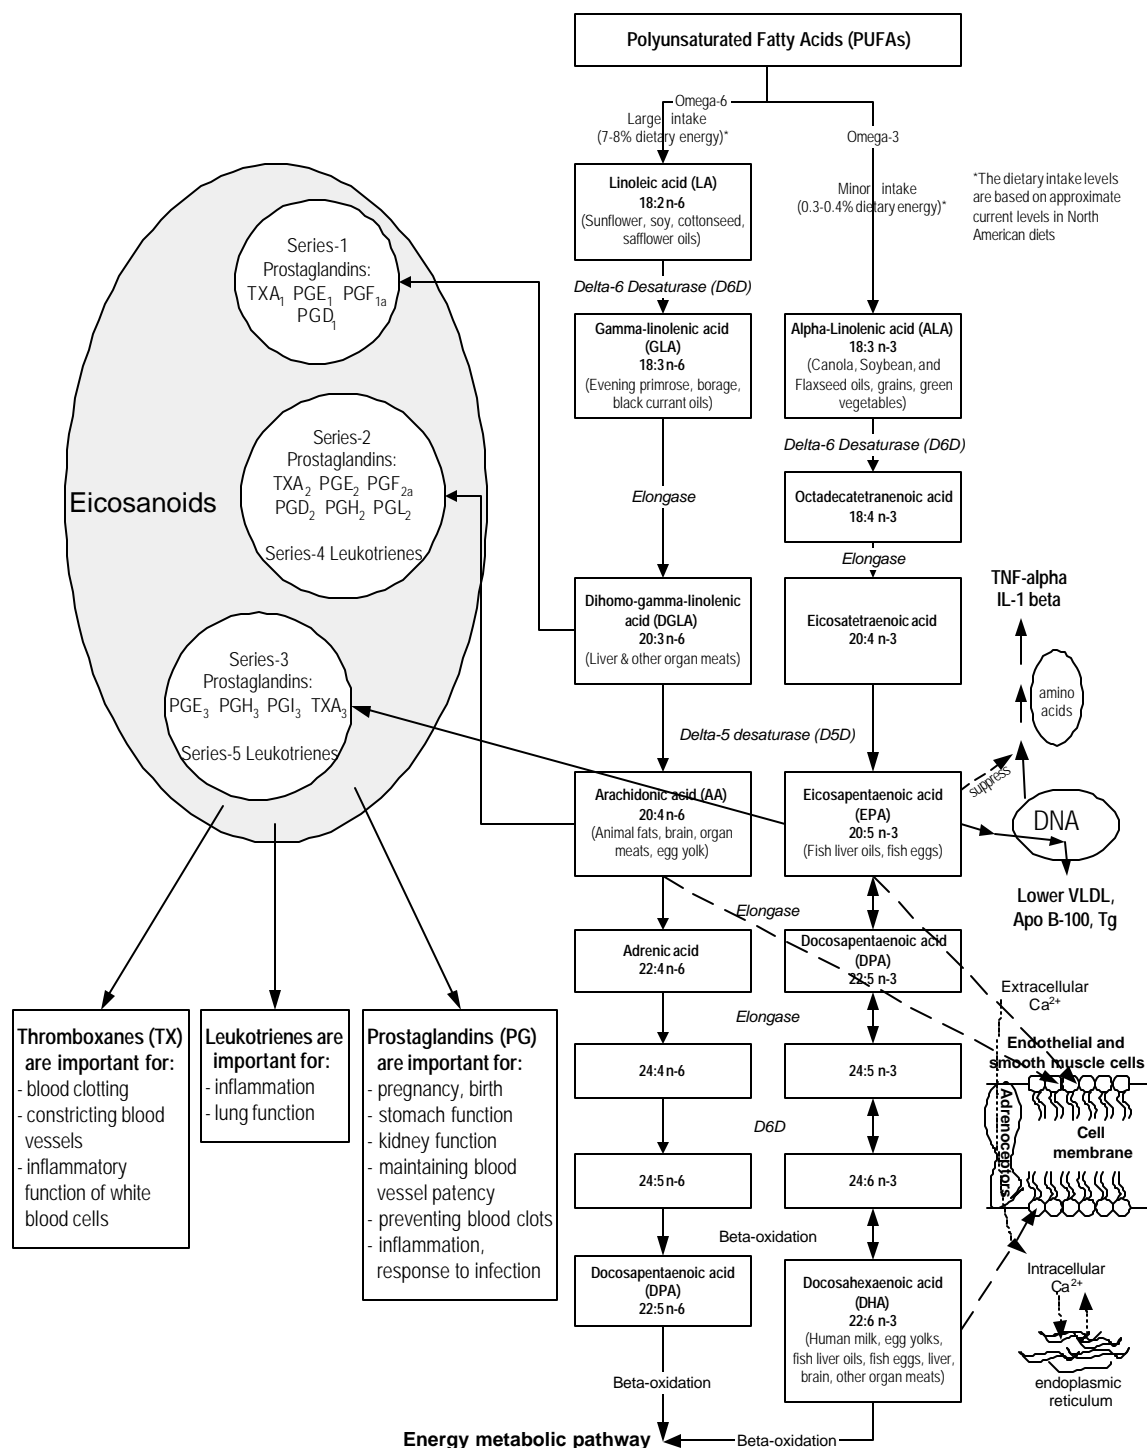 Polyunsaturated Fatty Acids (PUFAs)
Omega-6
Large intake
(7-8% dietary energy)*
Omega-3
Minor intake
(0.3-0.4% dietary energy)*
*The dietary intake levels
are based on approximate
current levels in North
American diets
Linoleic acid (LA)
18:2 n-6
(Sunflower, soy, cottonseed,
safflower oils)
Delta-6 Desaturase (D6D)
Gamma-linolenic acid
(GLA)
18:3 n-6
(Evening primrose, borage,
black currant oils)
Alpha-Linolenic acid (ALA)
18:3 n-3
(Canola, Soybean, and
Flaxseed oils, grains, green
vegetables)
Delta-6 Desaturase (D6D)
Elongase
Octadecatetranenoic acid
18:4 n-3
Elongase
Dihomo-gamma-linolenic
acid (DGLA)
20:3 n-6
(Liver & other organ meats)
Eicosatetraenoic acid
20:4 n-3
Delta-5 desaturase (D5D)
Arachidonic acid (AA)
20:4 n-6
(Animal fats, brain, organ
meats, egg yolk)
Eicosapentaenoic acid
(EPA)
20:5 n-3
(Fish liver oils, fish eggs)
Elongase
Adrenic acid
22:4 n-6
Docosapentaenoic acid
(DPA)
22:5 n-3
Elongase
24:4 n-6
24:5 n-3
D6D
24:5 n-6
24:6 n-3
Beta-oxidation
Docosapentaenoic acid
(DPA)
22:5 n-6
Docosahexaenoic acid
(DHA)
22:6 n-3
(Human milk, egg yolks,
fish liver oils, fish eggs, liver,
brain, other organ meats)
Beta-oxidation
Energy metabolic pathway
Beta-oxidation
Eicosanoids
Series-1
Prostaglandins:
TXA1 PGE1 PGF1a
PGD1
Series-2
Prostaglandins:
TXA2 PGE2 PGF2a
PGD2 PGH2 PGL2
Series-4 Leukotrienes
Series-3
Prostaglandins:
PGE3 PGH3 PGI3 TXA3
Series-5 Leukotrienes
Thromboxanes (TX)
are important for:
- blood clotting
- constricting blood
vessels
- inflammatory
function of white
blood cells
Leukotrienes are
important for:
- inflammation
- lung function
Prostaglandins (PG)
are important for:
- pregnancy, birth
- stomach function
- kidney function
- maintaining blood
vessel patency
- preventing blood clots
- inflammation,
response to infection
TNF-alpha
IL-1 beta
amino
acids
suppress
DNA
Lower VLDL,
Apo B-100, Tg
Extracellular
Ca2+
Endothelial and
smooth muscle cells
Adrenoceptors
Cell
membrane
Intracellular
Ca2+
endoplasmic
reticulum